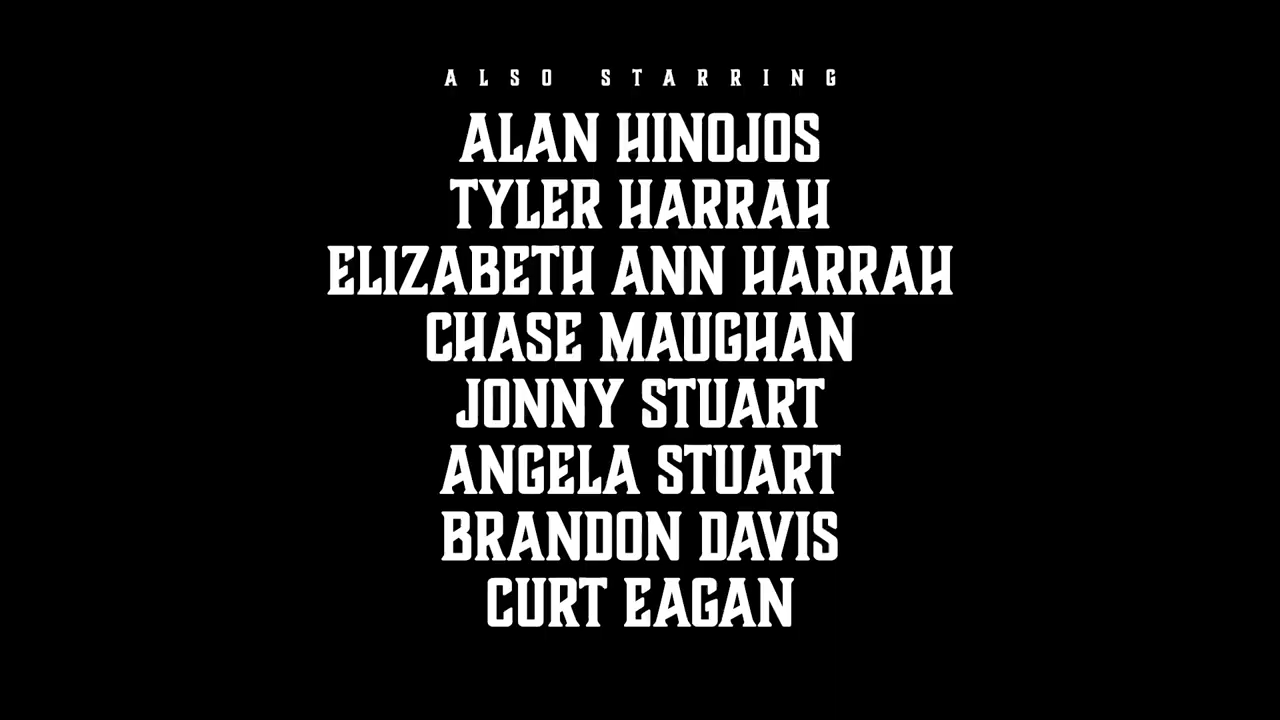 ALSO STARRING
ALAN HINOJOS
TYLER HARRAH
ELIZABETH ANN HARRAH
CHASE MAUGHAN
JONNY STUART
ANGELA STUART
BRANDON DAVIS
CURT EAGAN